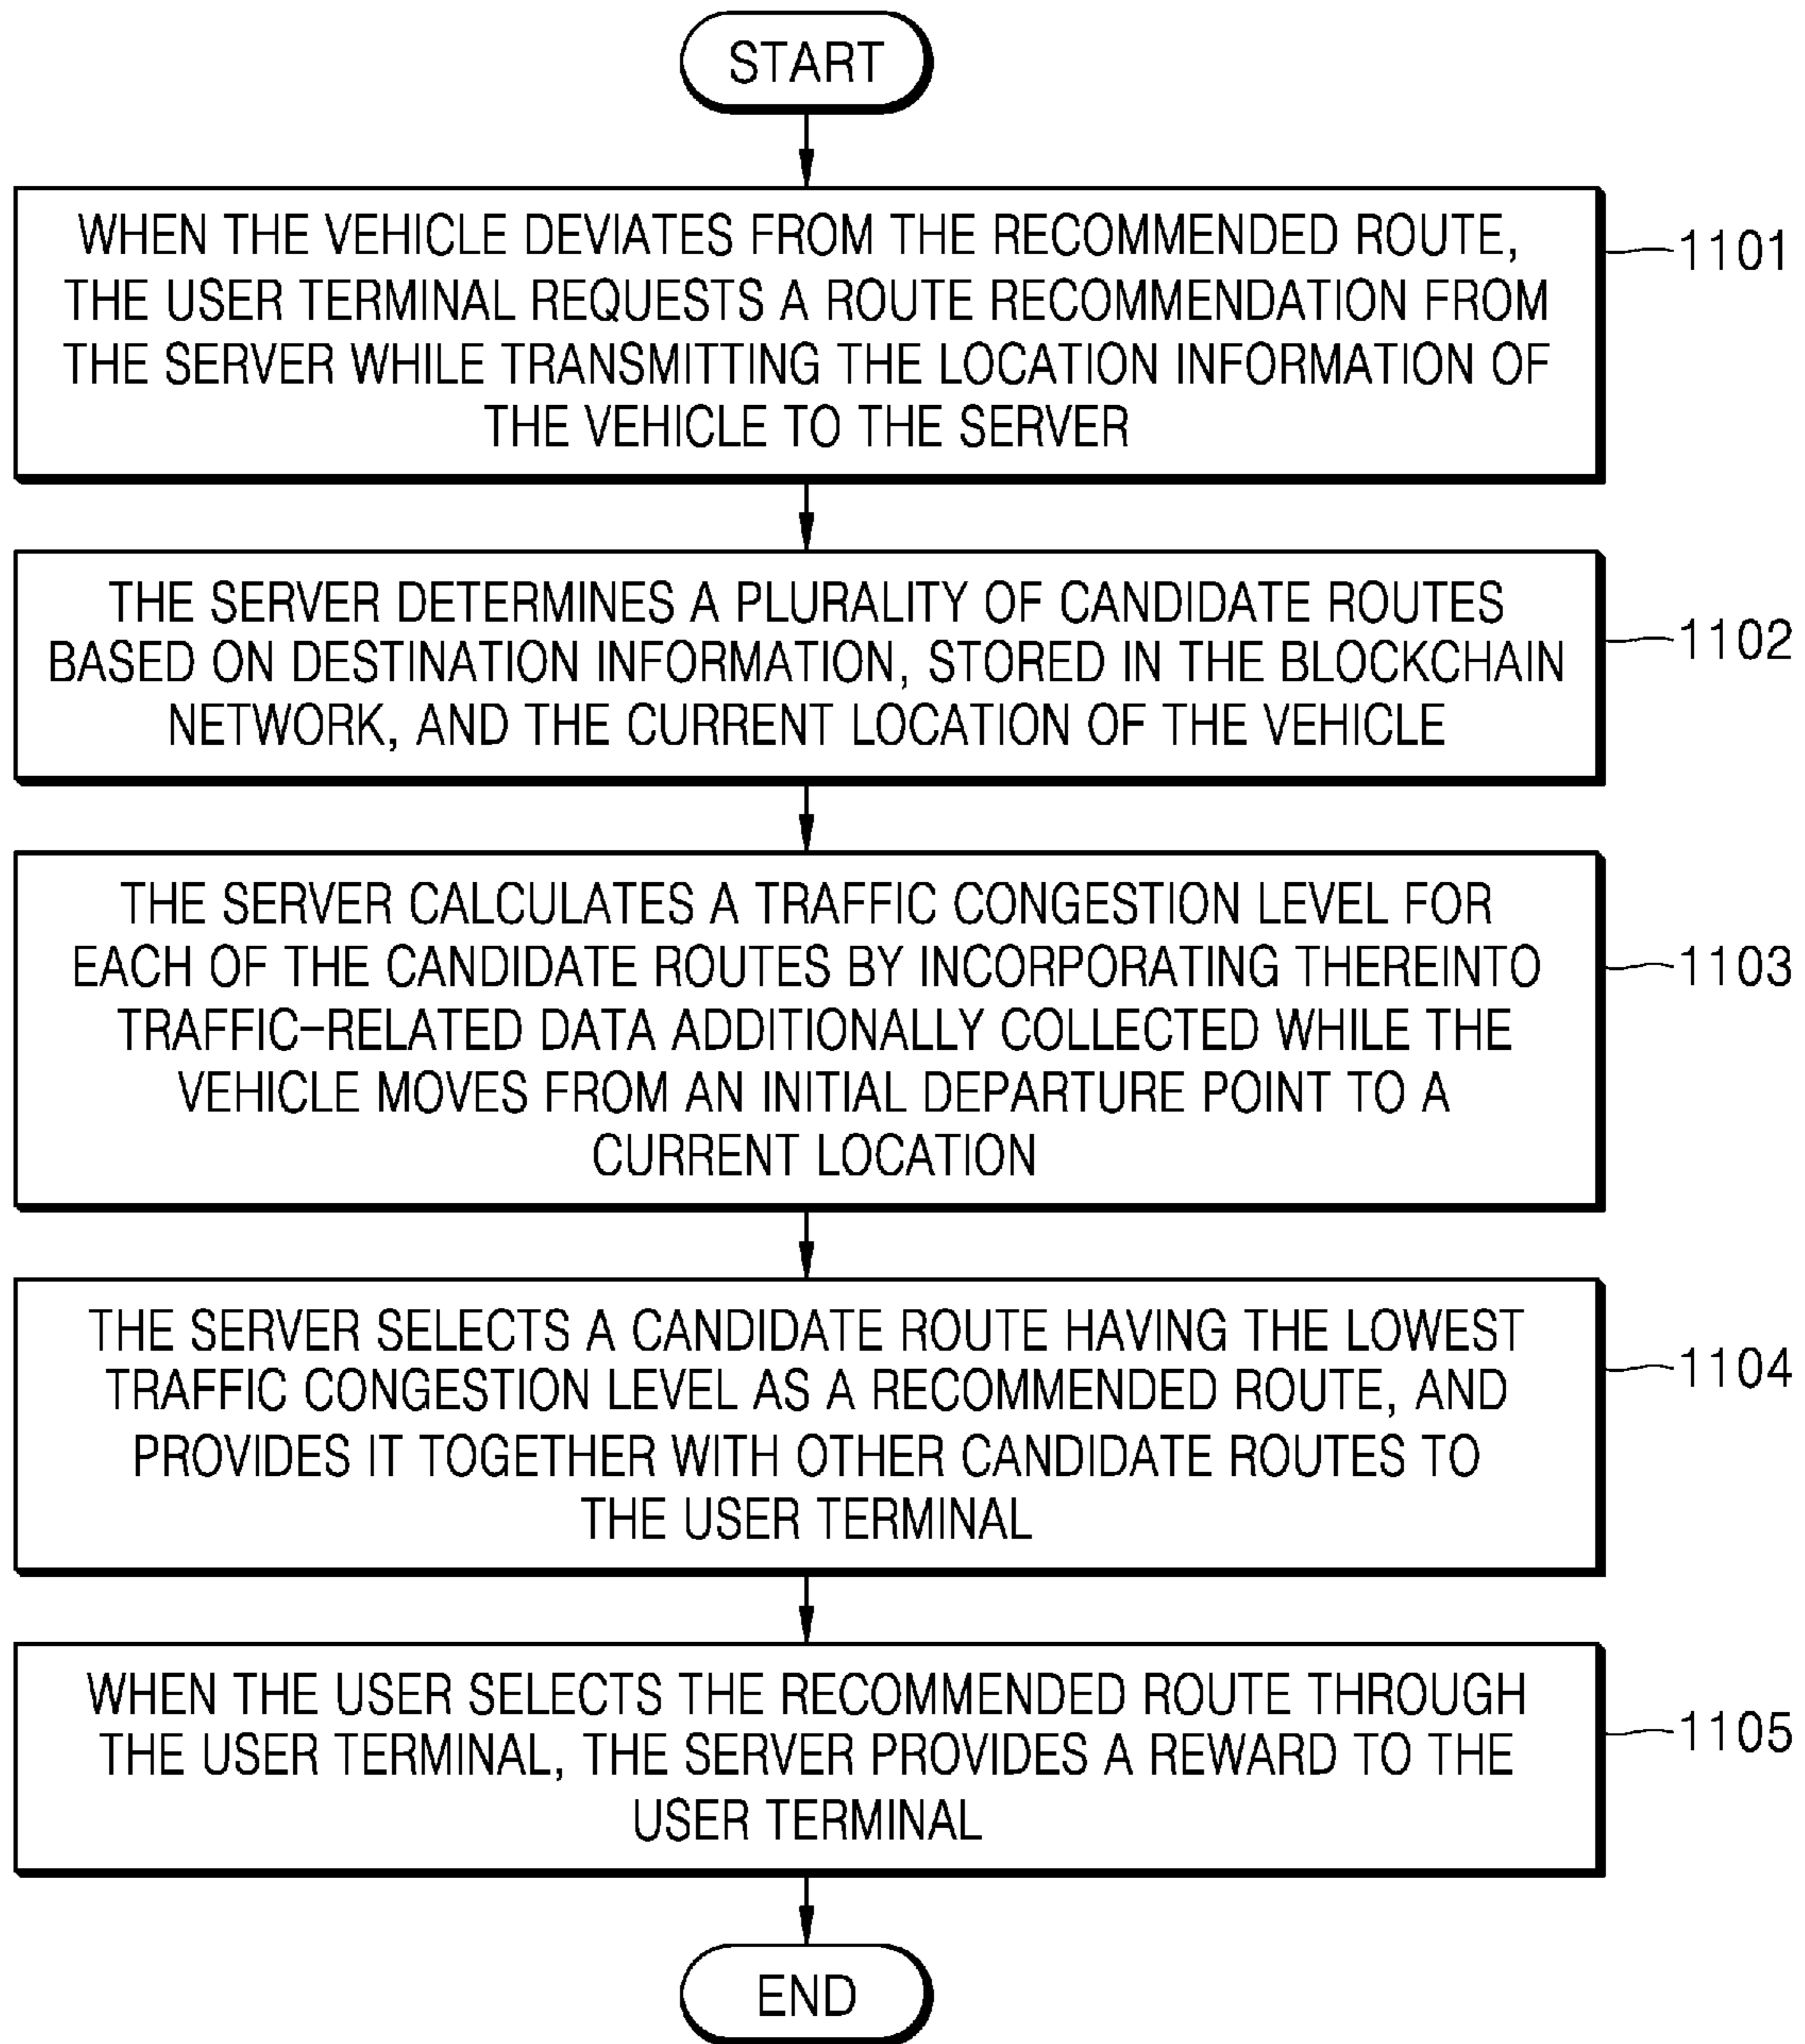 START
WHEN THE VEHICLE DEVIATES FROM THE RECOMMENDED ROUTE,
THE USER TERMINAL REQUESTS A ROUTE RECOMMENDATION FROM
THE SERVER WHILE TRANSMITTING THE LOCATION INFORMATION OF
THE VEHICLE TO THE SERVER
1101
THE SERVER DETERMINES A PLURALITY OF CANDIDATE ROUTES
BASED ON DESTINATION INFORMATION, STORED IN THE BLOCKCHAIN
NETWORK, AND THE CURRENT LOCATION OF THE VEHICLE
1102
THE SERVER CALCULATES A TRAFFIC CONGESTION LEVEL FOR
EACH OF THE CANDIDATE ROUTES BY INCORPORATING THEREINTO
TRAFFIC-RELATED DATA ADDITIONALLY COLLECTED WHILE THE
VEHICLE MOVES FROM AN INITIAL DEPARTURE POINT TO A
CURRENT LOCATION
1103
THE SERVER SELECTS A CANDIDATE ROUTE HAVING THE LOWEST
TRAFFIC CONGESTION LEVEL AS A RECOMMENDED ROUTE, AND
PROVIDES IT TOGETHER WITH OTHER CANDIDATE ROUTES TO
THE USER TERMINAL
1104
WHEN THE USER SELECTS THE RECOMMENDED ROUTE THROUGH
THE USER TERMINAL, THE SERVER PROVIDES A REWARD TO THE
USER TERMINAL
1105
END